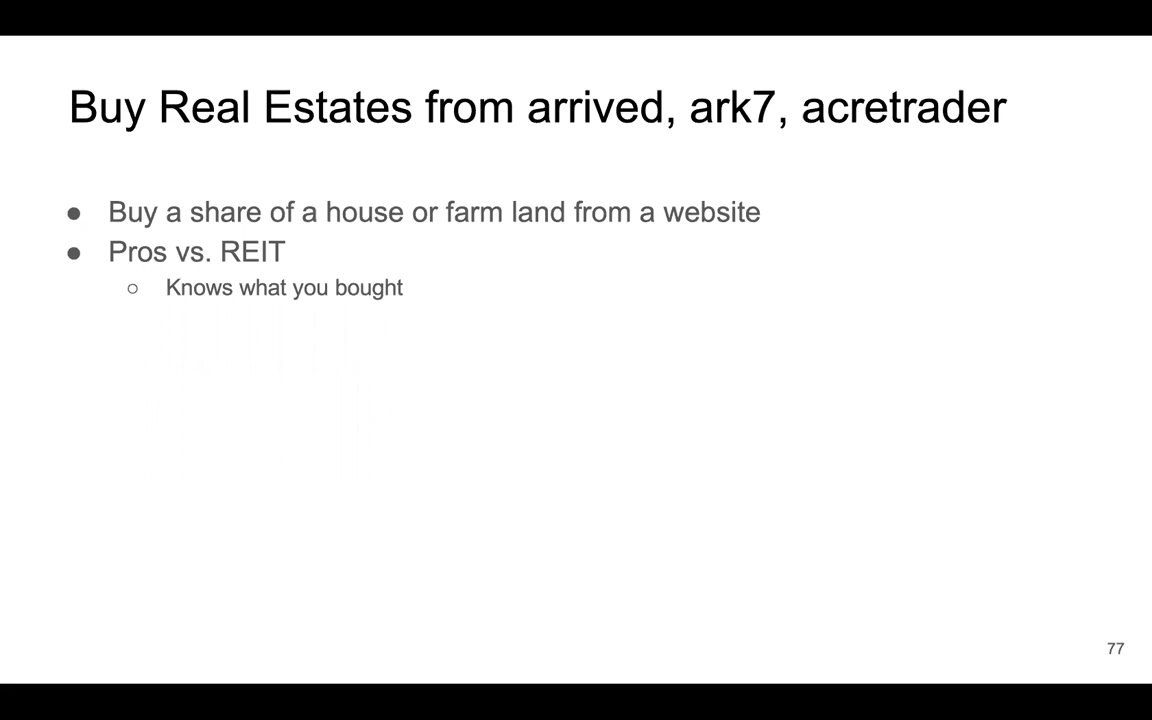 Buy Real Estates from arrived, ark7, acretrader
● Buy a share of a house or farm land from a website
● Pros vs. REIT
○ Knows what you bought
77